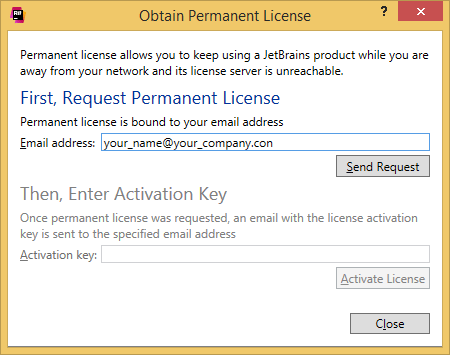 Obtain Permanent License
?
Permanent license allows you to keep using a JetBrains product while you are
away from your network and its license server is unreachable.
First, Request Permanent License
Permanent license is bound to your email address
Email address: your_name@your_company.con
Send Request
Then, Enter Activation Key
Once permanent license was requested, an email with the license activation
key is sent to the specified email address
Activation key:
Activate License
Close